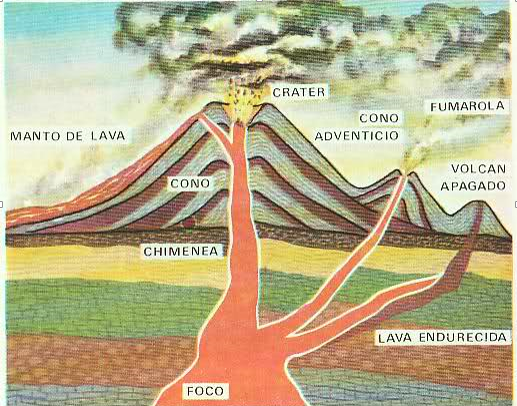 CRATER
FUMAROLA
CONO
ADVENTICIO
MANTO DE LAVA
VOLCAN
APAGADO
CONO
CHIMENEA
LAVA ENDURECIDA
FOCO